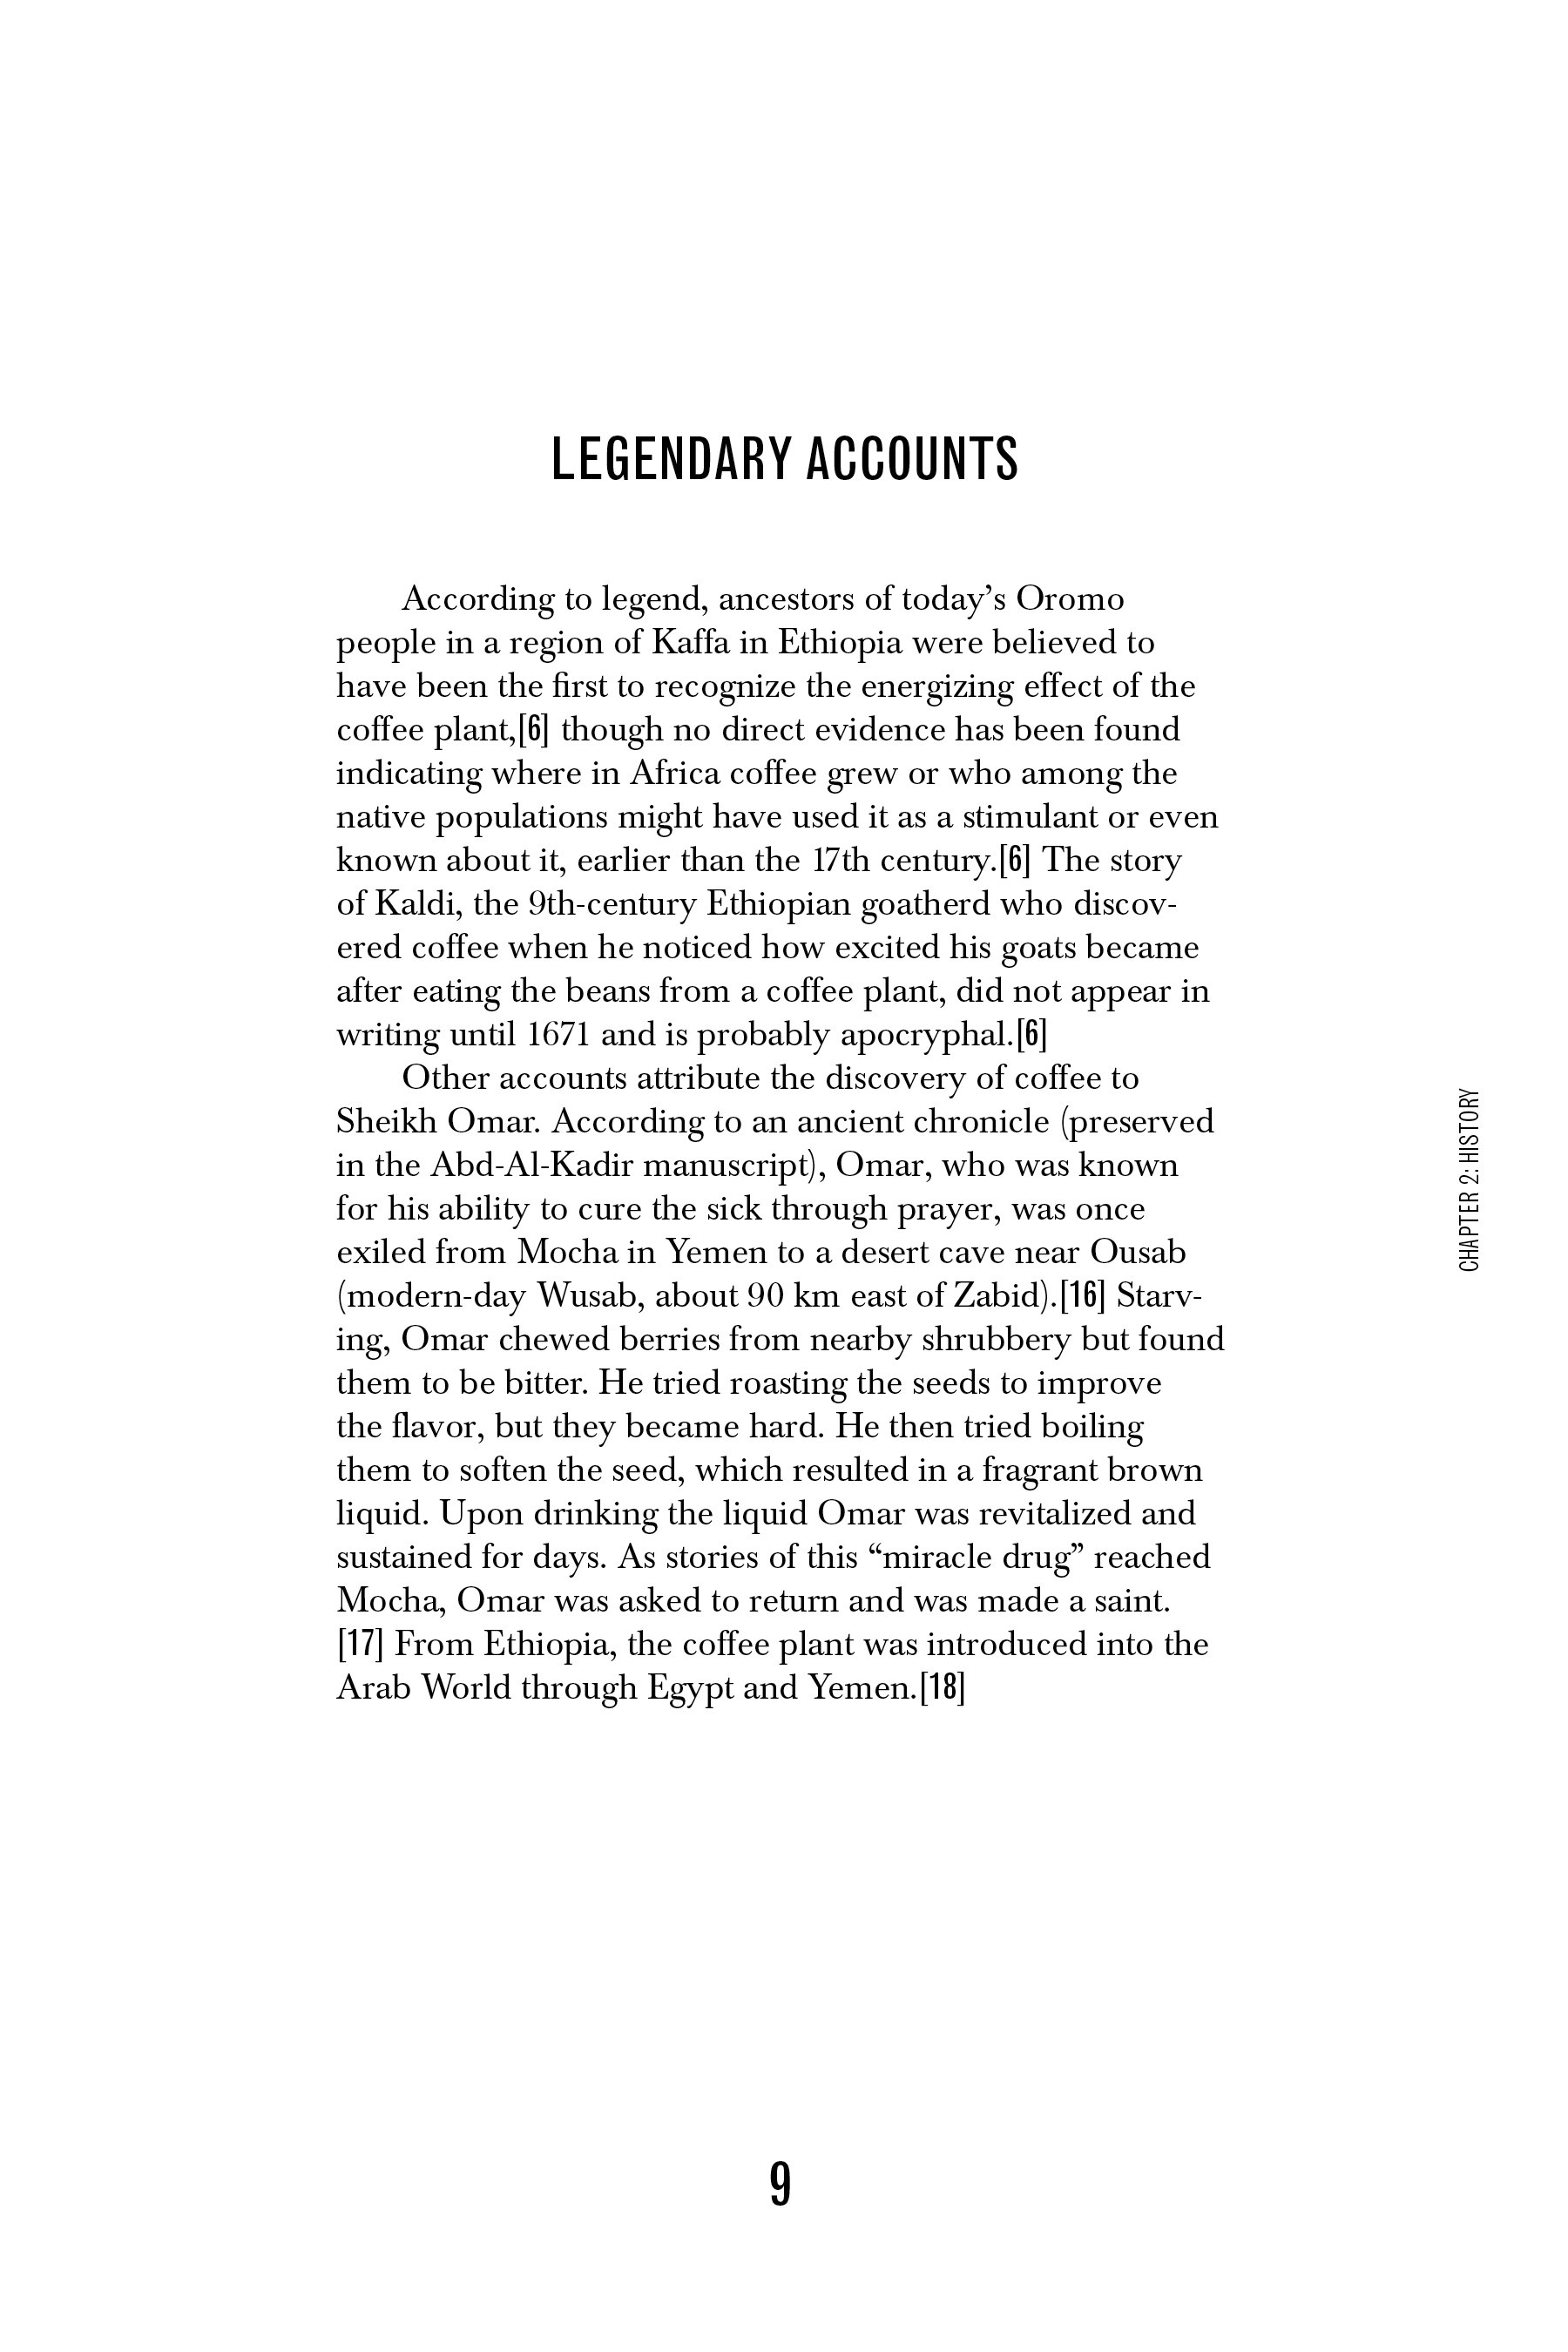 LEGENDARY ACCOUNTS
According to legend, ancestors of today’s Oromo
people in a region of Kaffa in Ethiopia were believed to
have been the first to recognize the energizing effect of the
coffee plant,[6] though no direct evidence has been found
indicating where in Africa coffee grew or who among the
native populations might have used it as a stimulant or even
known about it, earlier than the 17th century.[6] The story
of Kaldi, the 9th-century Ethiopian goatherd who discov-
ered coffee when he noticed how excited his goats became
after eating the beans from a coffee plant, did not appear in
writing until 1671 and is probably apocryphal.[6]
Other accounts attribute the discovery of coffee to
Sheikh Omar. According to an ancient chronicle (preserved
in the Abd-Al-Kadir manuscript), Omar, who was known
for his ability to cure the sick through prayer, was once
exiled from Mocha in Yemen to a desert cave near Ousab
(modern-day Wusab, about 90 km east of Zabid).[16] Starv-
ing, Omar chewed berries from nearby shrubbery but found
them to be bitter. He tried roasting the seeds to improve
the flavor, but they became hard. He then tried boiling
them to soften the seed, which resulted in a fragrant brown
liquid. Upon drinking the liquid Omar was revitalized and
sustained for days. As stories of this “miracle drug” reached
Mocha, Omar was asked to return and was made a saint.
[17] From Ethiopia, the coffee plant was introduced into the
Arab World through Egypt and Yemen.[18]
CHAPTER 2: HISTORY
9